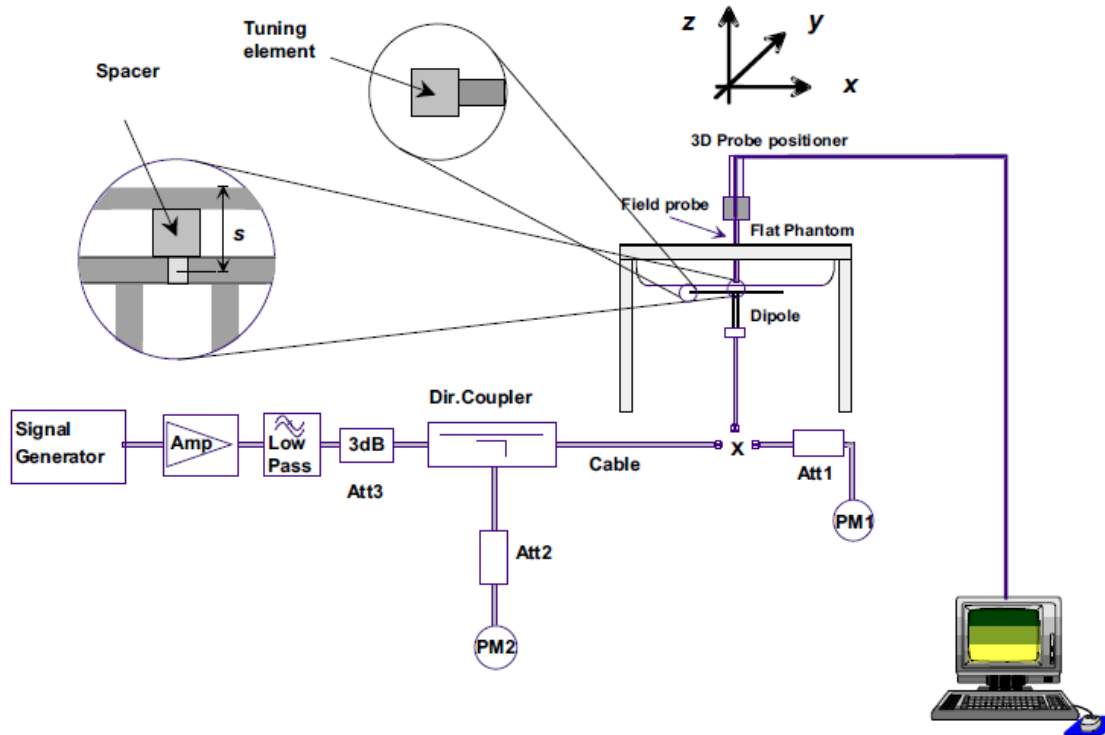 Tuning
element
Spacer
s
z
y
x
3D Probe positioner
Field probe
Flat Phantom
Dipole
Dir.Coupler
Signal
Generator
Amp
Low
Pass
3dB
Att3
Cable
X
Att1
PM1
Att2
PM2